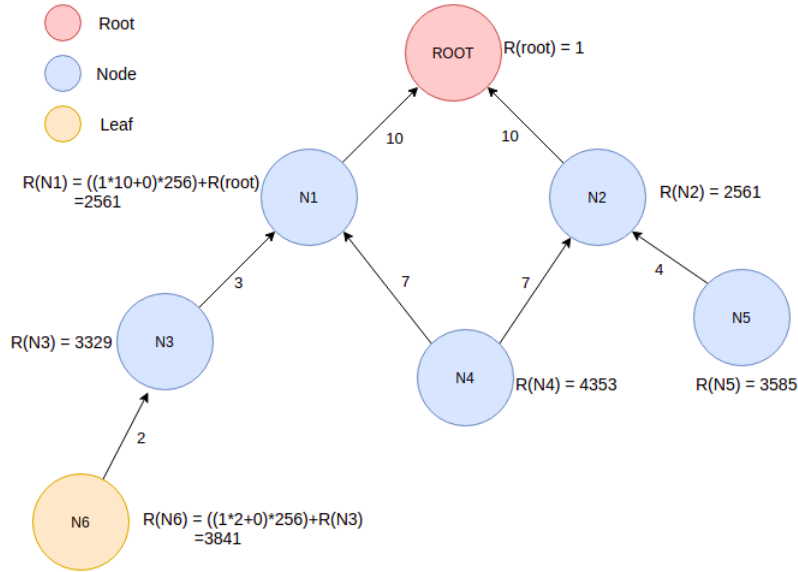 Root
Node
Leaf
ROOT
R(root) = 1
10
10
R(N1) = ((1*10+0)*256)+R(root)
=2561
N1
N2
R(N2) = 2561
3
7
7
4
R(N3) = 3329
N3
N4
R(N4) = 4353
N5
R(N5) = 3585
2
N6
R(N6) = ((1*2+0)*256)+R(N3)
=3841